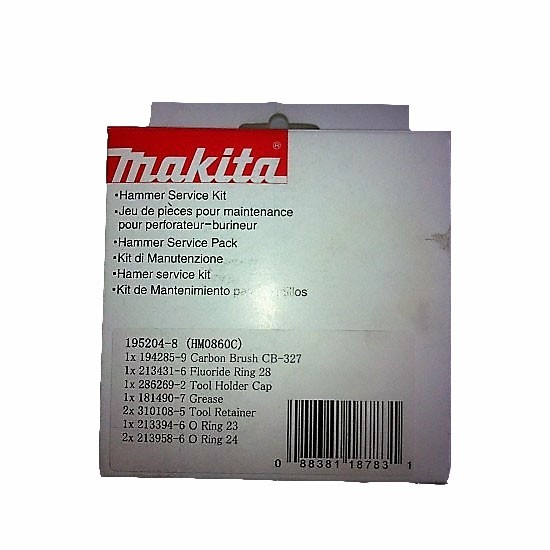 makita®
•Hammer Service Kit
•Jeu de pièces pour maintenance
pour perforateur-burineur
•Hammer Service Pack
•Kit di Manutenzione
•Hamer service kit
•Kit de Mantenimiento
195204-8 (HM0860C)
1x 194285-9 Carbon Brush CB-327
1x 213431-6 Fluoride Ring 28
1x 286269-2 Tool Holder Cap
1x 181490-7 Grease
2x 310108-5 Tool Retainer
1x 213394-6 O Ring 23
2x 213958-6 O Ring 24
0 88381 18783 1